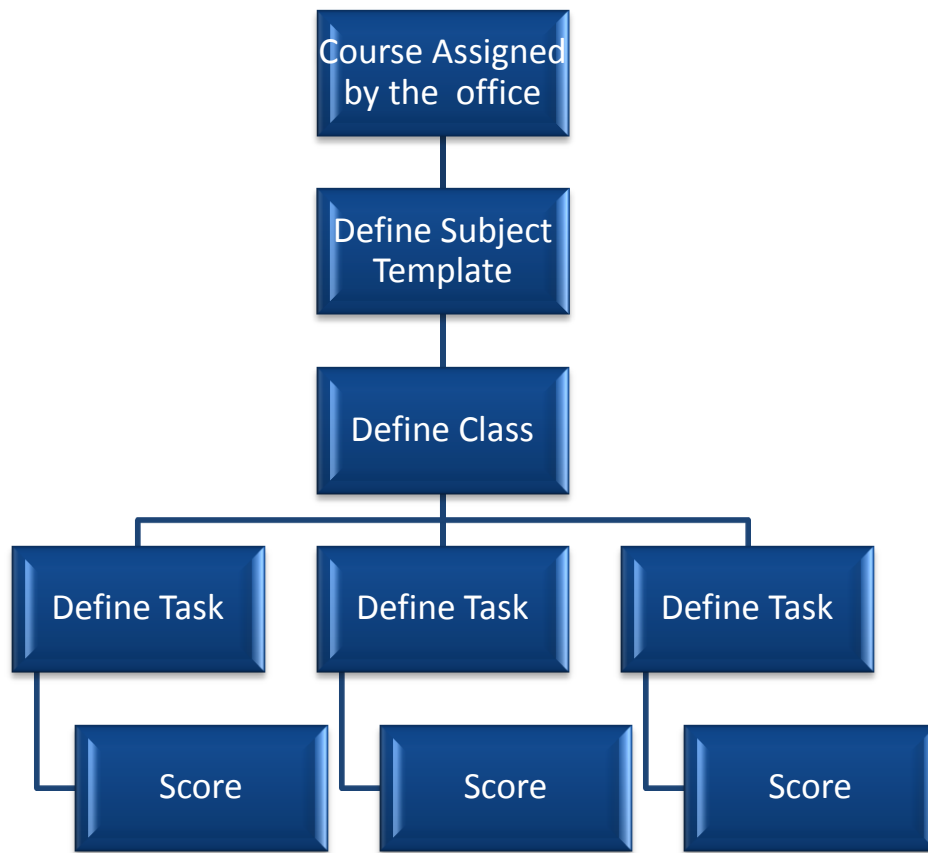 Course Assigned
by the office
Define Subject
Template
Define Class
Define Task
Define Task
Define Task
Score
Score
Score